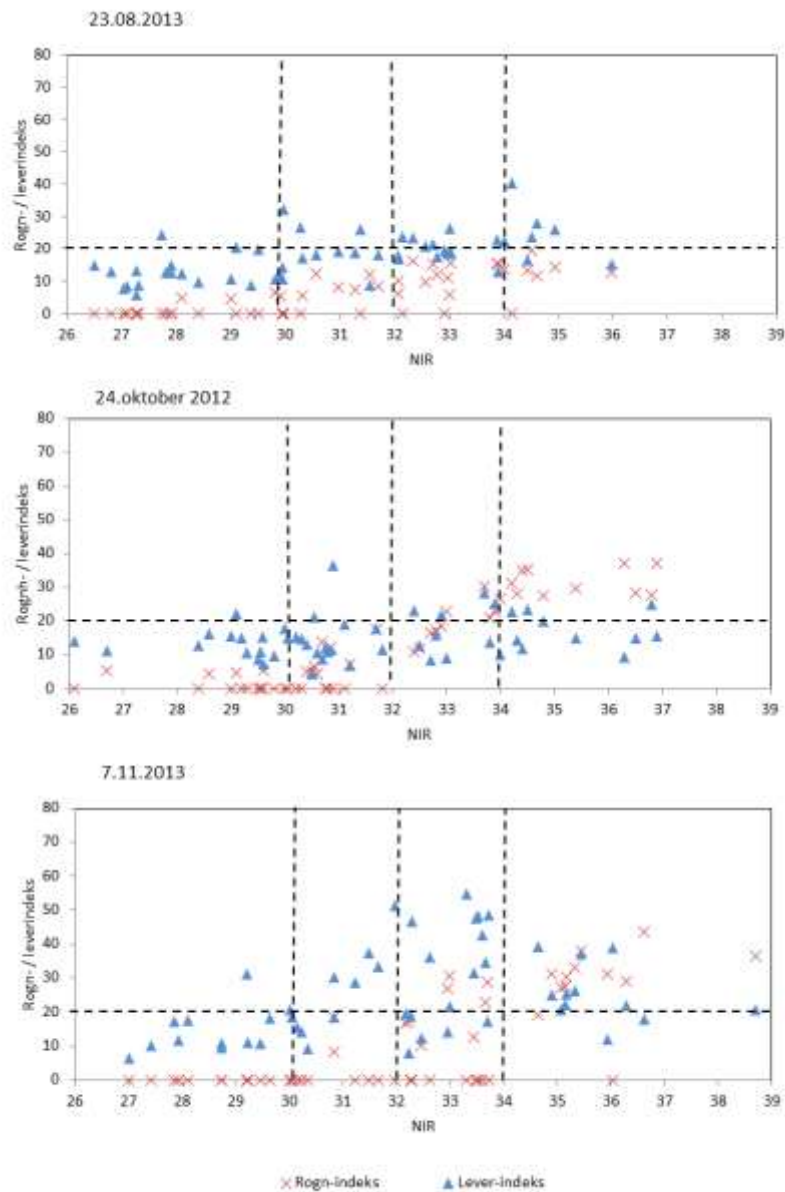 23.08.2013
80
70
60
50
40
30
20
10
0
Rogn- / leverindeks
26 27 28 29 30 31 32 33 34 35 36 37 38 39
NIR
24.oktober 2012
80
70
60
50
40
30
20
10
0
Rognh- / leverindeks
26 27 28 29 30 31 32 33 34 35 36 37 38 39
NIR
7.11.2013
80
70
60
50
40
30
20
10
0
Rogn- / leverindeks
26 27 28 29 30 31 32 33 34 35 36 37 38 39
NIR
Rogn-indeks Lever-indeks